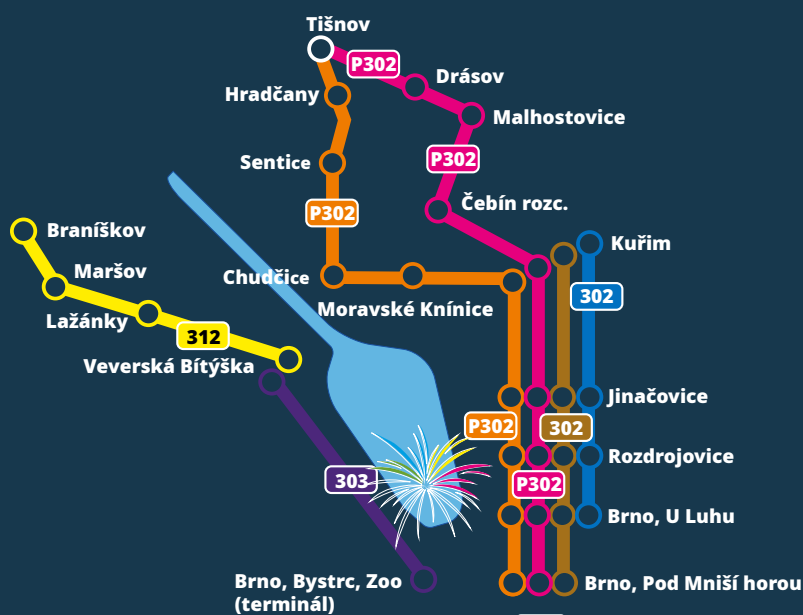 Tišnov
P302
Drásov
Hradčany
Malhostovice
Sentice
P302
Čebín rozc.
P302
Braníškov
Kuřim
Maršov
Chudčice
302
Moravské Knínice
Lažánky
312
Veverská Bítýška
Jinačovice
P302
302
Rozdrojovice
303
P302
Brno, U Luhu
Brno, Bystrc, Zoo
(terminál)
Brno, Pod Mniší horou